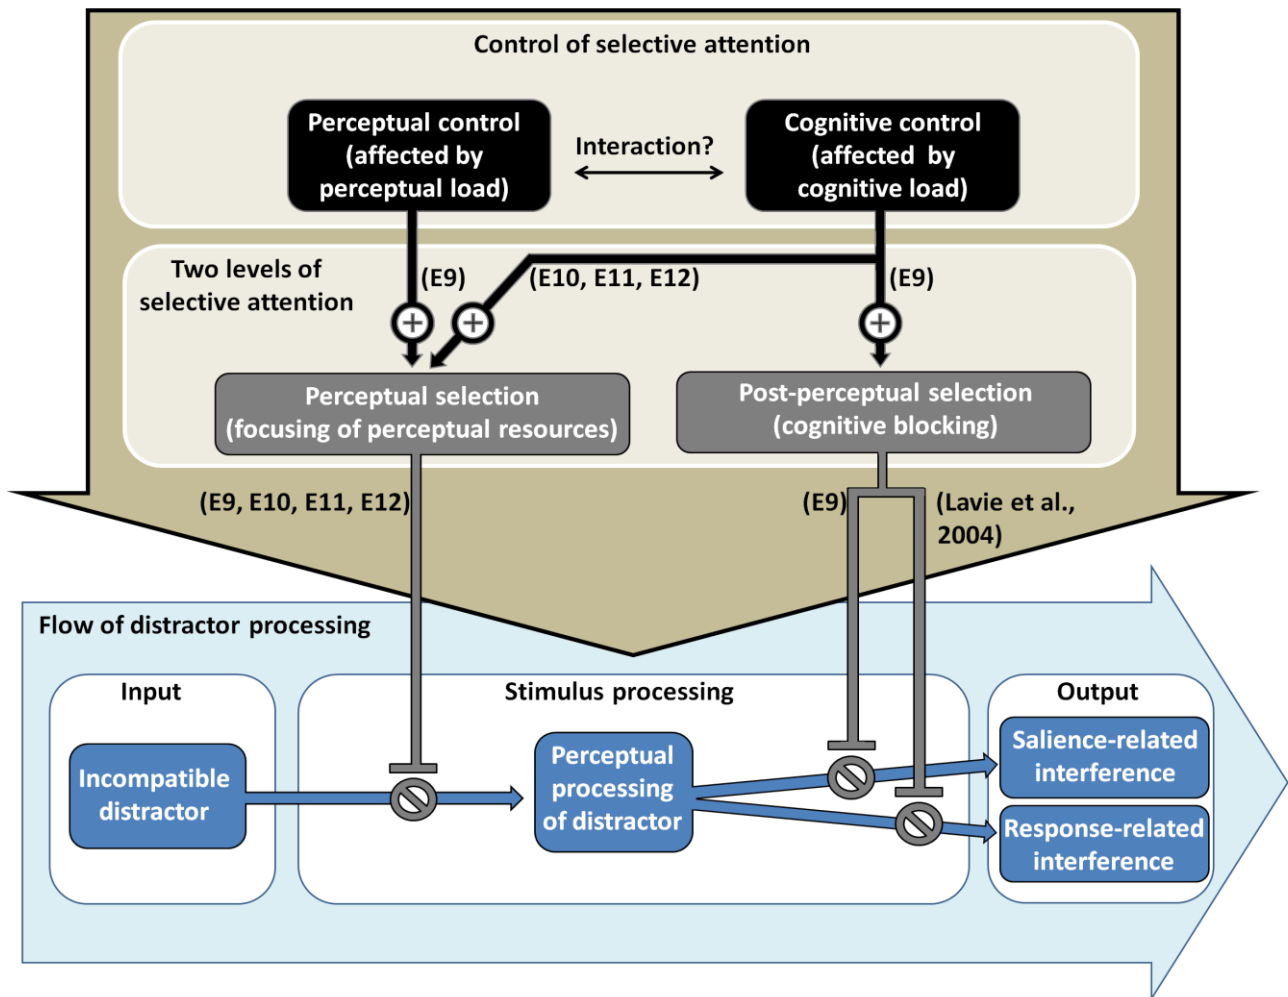 Control of selective attention
Perceptual control
(affected by
perceptual load)
Interaction?
Cognitive control
(affected by
cognitive load)
Two levels of
selective attention
(E9)
(E10, E11, E12)
(E9)
Perceptual selection
(focusing of perceptual resources)
Post-perceptual selection
(cognitive blocking)
(E9, E10, E11, E12)
(E9)
(Lavie et al.,
2004)
Flow of distractor processing
Input
Stimulus processing
Output
Incompatible
distractor
Perceptual
processing
of distractor
Salience-related
interference
Response-related
interference